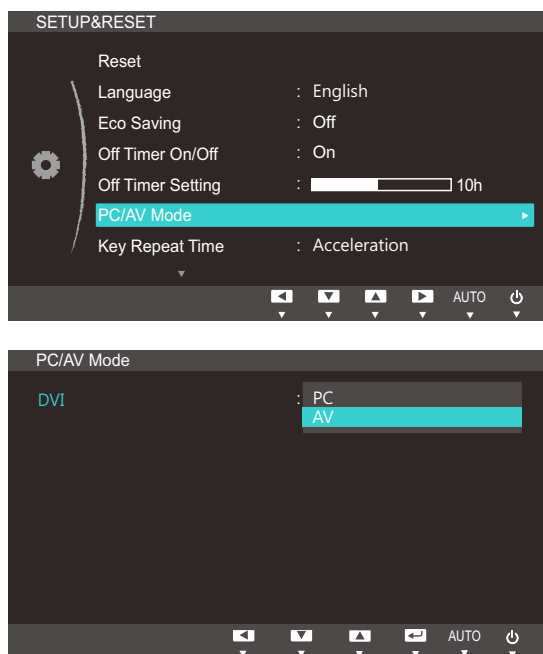 SETUP&RESET
Reset
Language : English
Eco Saving : Off
Off Timer On/Off : On
Off Timer Setting : 10h
PC/AV Mode
Key Repeat Time : Acceleration
AUTO
PC/AV Mode
DVI : PC
AV
AUTO